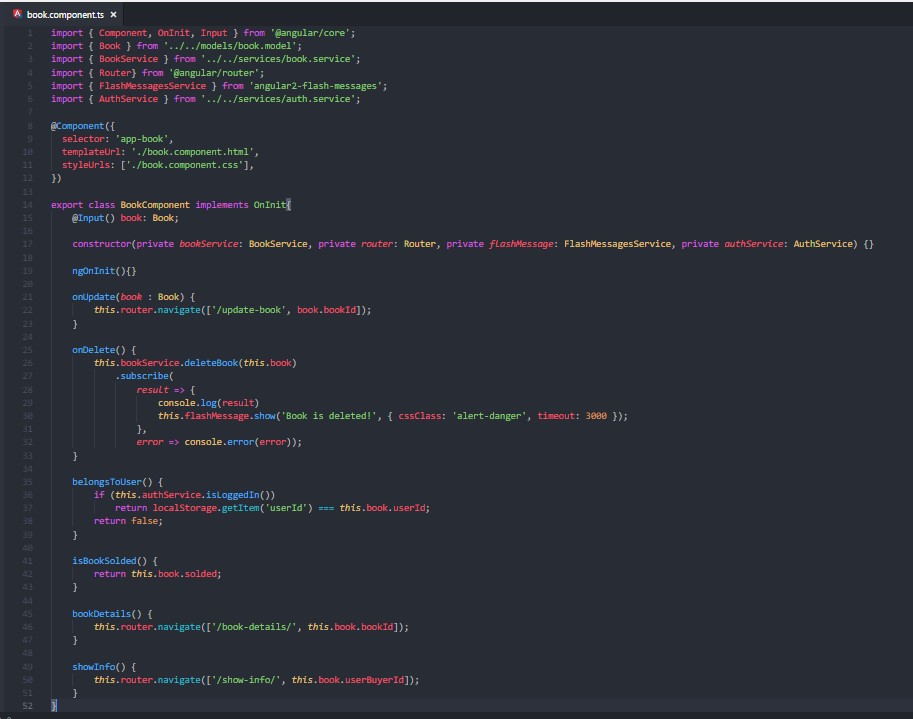 book.component.ts ×
1 import { Component, OnInit, Input } from '@angular/core';
2 import { Book } from '../../models/book.model';
3 import { BookService } from '../../services/book.service';
4 import { Router} from '@angular/router';
5 import { FlashMessagesService } from 'angular2-flash-messages';
6 import { AuthService } from '../../services/auth.service';
7
8 @Component({
9   selector: 'app-book',
10   templateUrl: './book.component.html',
11   styleUrls: ['./book.component.css'],
12 })
13
14 export class BookComponent implements OnInit{
15     @Input() book: Book;
16
17     constructor(private bookService: BookService, private router: Router, private flashMessage: FlashMessagesService, private authService: AuthService) {}
18
19     ngOnInit(){}
20
21     onUpdate(book : Book) {
22         this.router.navigate(['/update-book', book.bookId]);
23     }
24
25     onDelete() {
26         this.bookService.deleteBook(this.book)
27             .subscribe(
28                 result => {
29                     console.log(result)
30                     this.flashMessage.show('Book is deleted!', { cssClass: 'alert-danger', timeout: 3000 });
31                 },
32                 error => console.error(error));
33     }
34
35     belongsToUser() {
36         if (this.authService.isLoggedIn())
37             return localStorage.getItem('userId') === this.book.userId;
38         return false;
39     }
40
41     isBookSolded() {
42         return this.book.solded;
43     }
44
45     bookDetails() {
46         this.router.navigate(['/book-details/', this.book.bookId]);
47     }
48
49     showInfo() {
50         this.router.navigate(['/show-info/', this.book.userBuyerId]);
51     }
52 }